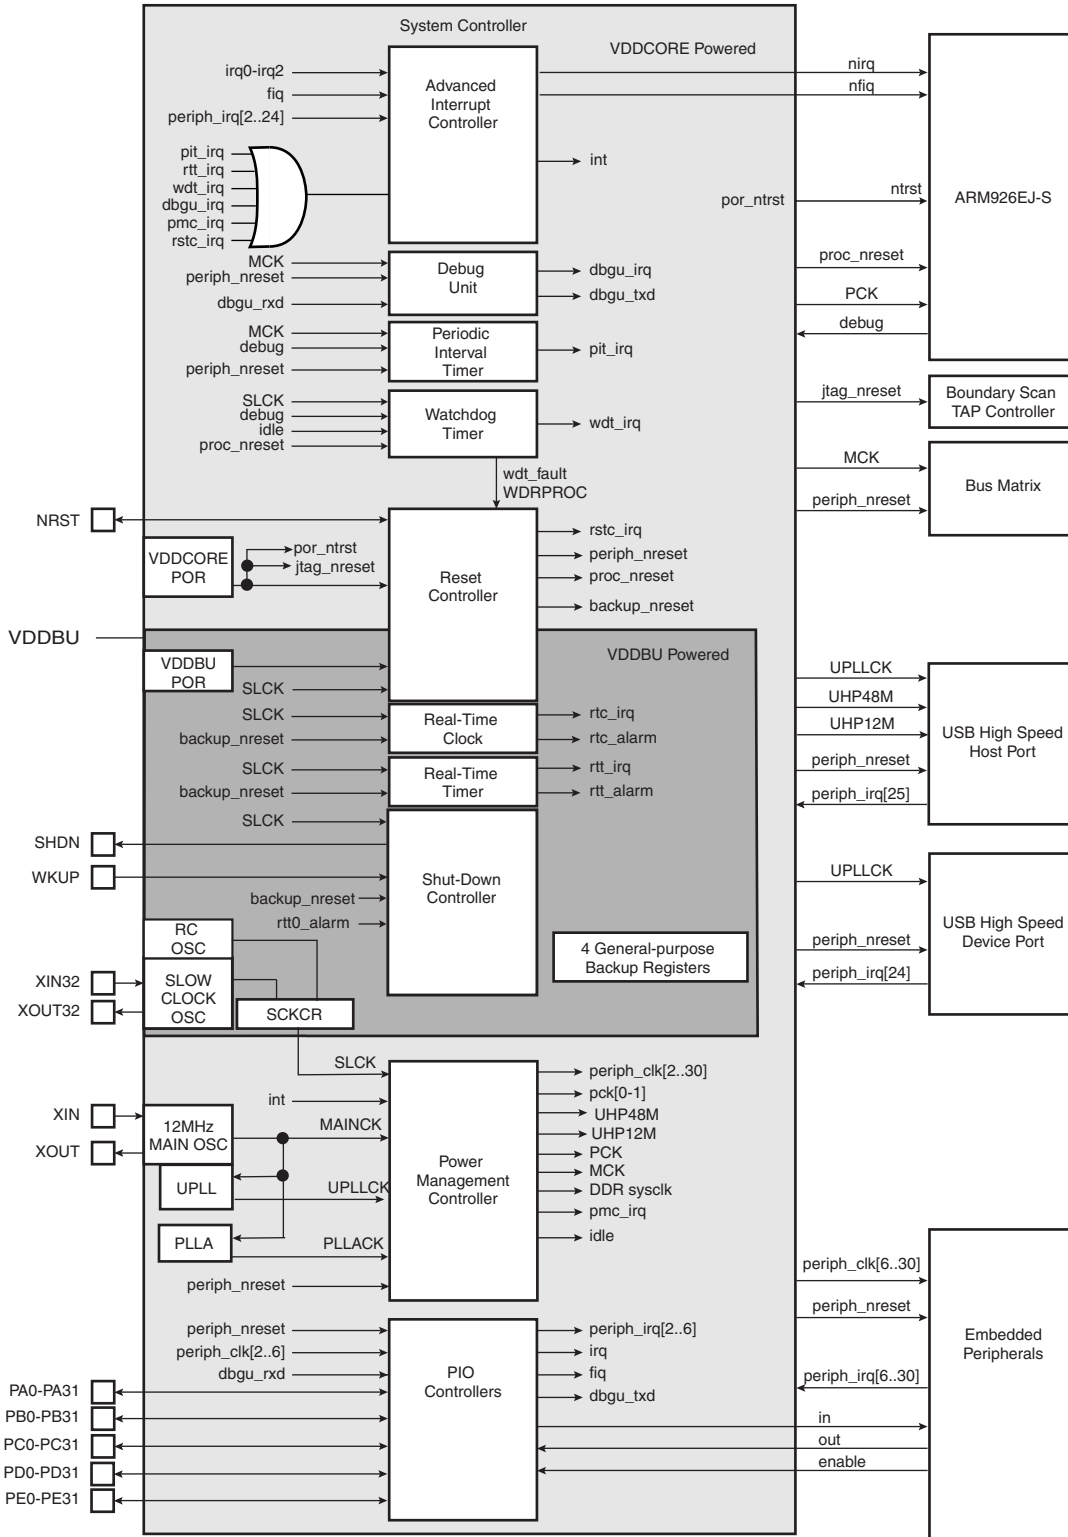 System Controller
VDDCORE Powered
irq0-irq2
fiq
periph_irq[2..24]
Advanced
Interrupt
Controller
nirq
nfiq
int
pit_irq
rtt_irq
wdt_irq
dbgu_irq
pmc_irq
rstc_irq
por_ntrst
ntrst
ARM926EJ-S
MCK
periph_nreset
dbgu_rxd
Debug
Unit
dbgu_irq
dbgu_txd
proc_nreset
PCK
debug
MCK
debug
periph_nreset
Periodic
Interval
Timer
pit_irq
SLCK
debug
idle
proc_nreset
Watchdog
Timer
wdt_irq
jtag_nreset
Boundary Scan
TAP Controller
wdt_fault
WDRPROC
MCK
periph_nreset
Bus Matrix
NRST
VDDCORE
POR
por_ntrst
jtag_nreset
Reset
Controller
rstc_irq
periph_nreset
proc_nreset
backup_nreset
VDDBU
VDDBU Powered
VDDBU
POR
SLCK
SLCK
backup_nreset
Real-Time
Clock
rtc_irq
rtc_alarm
SLCK
backup_nreset
Real-Time
Timer
rtt_irq
rtt_alarm
UPLLCK
UHP48M
UHP12M
periph_nreset
periph_irq[25]
USB High Speed
Host Port
SLCK
SHDN
WKUP
backup_nreset
rtt0_alarm
Shut-Down
Controller
4 General-purpose
Backup Registers
UPLLCK
periph_nreset
periph_irq[24]
USB High Speed
Device Port
RC
OSC
XIN32
XOUT32
SLOW
CLOCK
OSC
SCKCR
SLCK
int
XIN
XOUT
12MHz
MAIN OSC
MAINCK
UPLL
UPLLCK
PLLA
PLLACK
periph_nreset
Power
Management
Controller
periph_clk[2..30]
pck[0-1]
UHP48M
UHP12M
PCK
MCK
DDR sysclk
pmc_irq
idle
periph_nreset
periph_clk[2..6]
dbgu_rxd
PIO
Controllers
periph_irq[2..6]
irq
fiq
dbgu_txd
PA0-PA31
PB0-PB31
PC0-PC31
PD0-PD31
PE0-PE31
periph_clk[6..30]
periph_nreset
periph_irq[6..30]
in
out
enable
Embedded
Peripherals